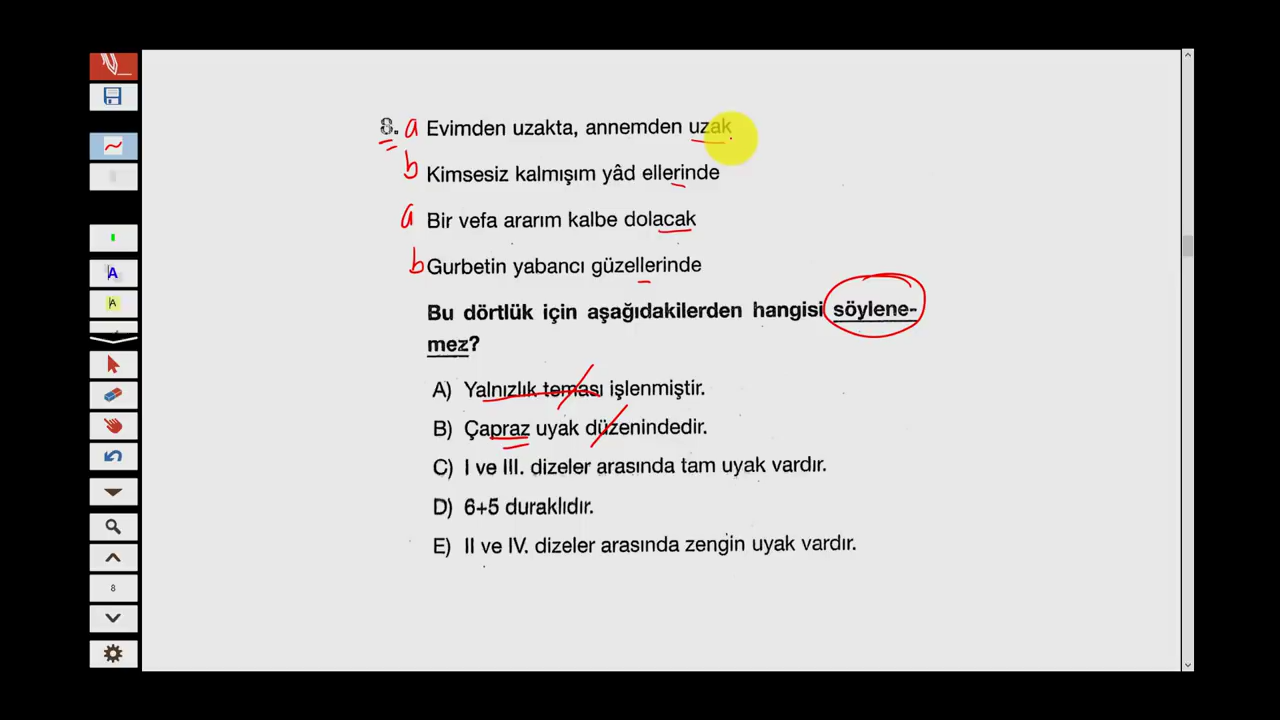 8. a Evimden uzakta, annemden uzak
b Kimsesiz kalmışım yâd ellerinde
a Bir vefa ararım kalbe dolacak
b Gurbetin yabancı güzellerinde
Bu dörtlük için aşağıdakilerden hangisi söylene-
mez?
A) Yalnızlık teması işlenmiştir.
B) Çapraz uyak düzenindedir.
C) I ve III. dizeler arasında tam uyak vardır.
D) 6+5 duraklıdır.
E) II ve IV. dizeler arasında zengin uyak vardır.
A
A
8